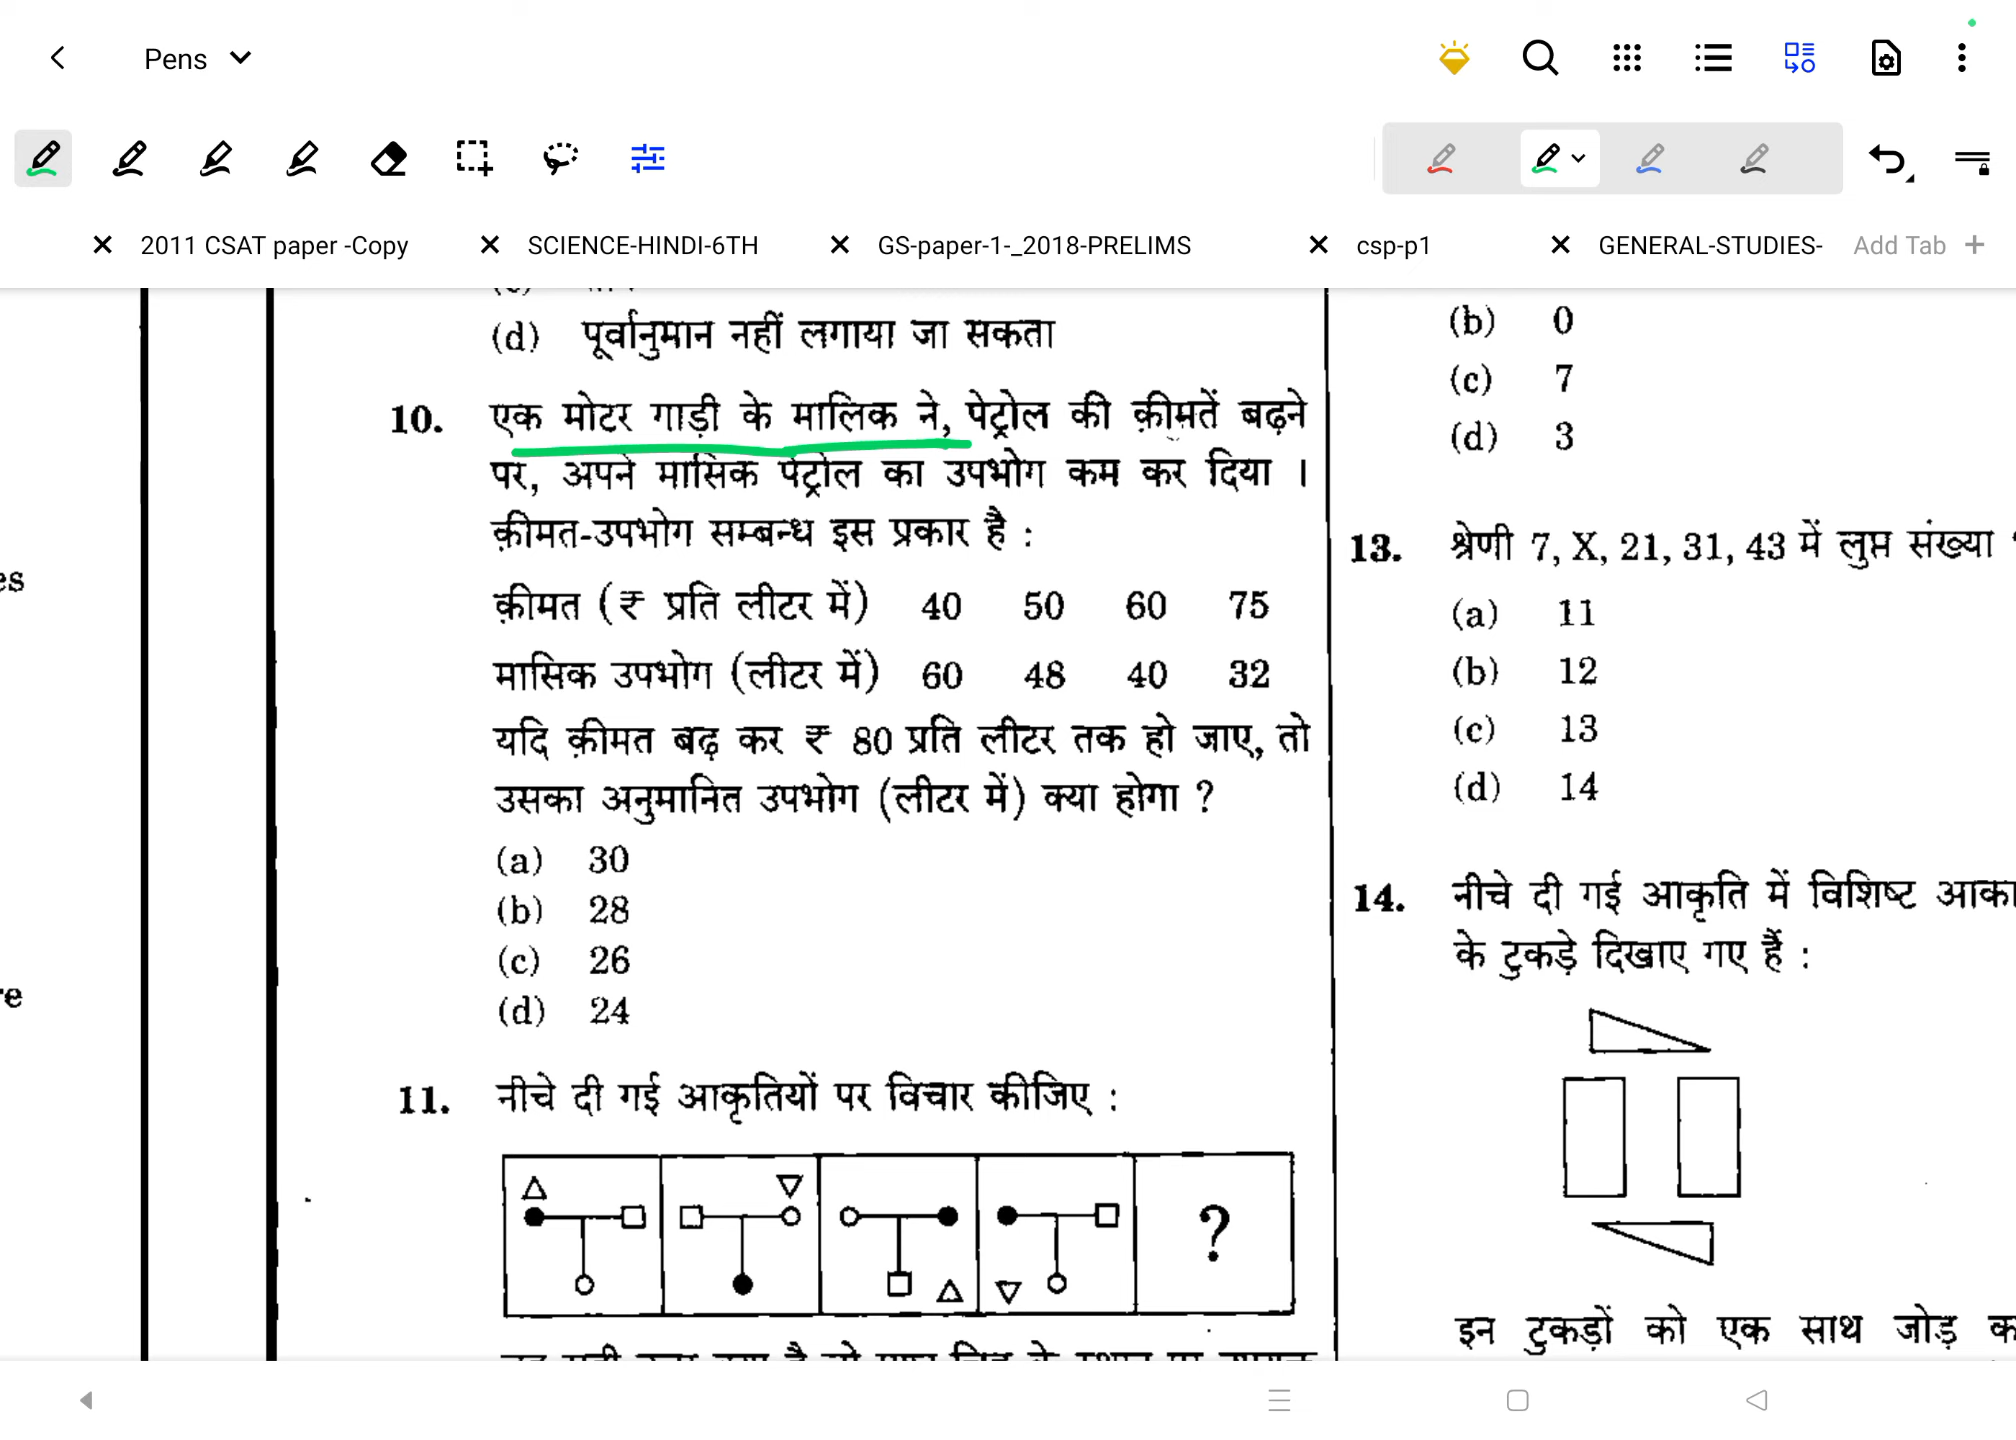 Pens
2011 CSAT paper -Copy
SCIENCE-HINDI-6TH
GS-paper-1-_2018-PRELIMS
csp-p1
GENERAL-STUDIES-
Add Tab +
es
re
(d) पूर्वानुमान नहीं लगाया जा सकता
10. एक मोटर गाड़ी के मालिक ने, पेट्रोल की क़ीमतें बढ़ने
पर, अपने मासिक पेट्रोल का उपभोग कम कर दिया ।
क़ीमत-उपभोग सम्बन्ध इस प्रकार है :
क़ीमत (₹ प्रति लीटर में) 40 50 60 75
मासिक उपभोग (लीटर में) 60 48 40 32
यदि क़ीमत बढ़ कर ₹ 80 प्रति लीटर तक हो जाए, तो
उसका अनुमानित उपभोग (लीटर में) क्या होगा ?
(a) 30
(b) 28
(c) 26
(d) 24
11. नीचे दी गई आकृतियों पर विचार कीजिए :
?
(b) 0
(c) 7
(d) 3
13. श्रेणी 7, X, 21, 31, 43 में लुप्त संख्या
(a) 11
(b) 12
(c) 13
(d) 14
14. नीचे दी गई आकृति में विशिष्ट आका
के टुकड़े दिखाए गए हैं :
इन टुकड़ों को एक साथ जोड़ क